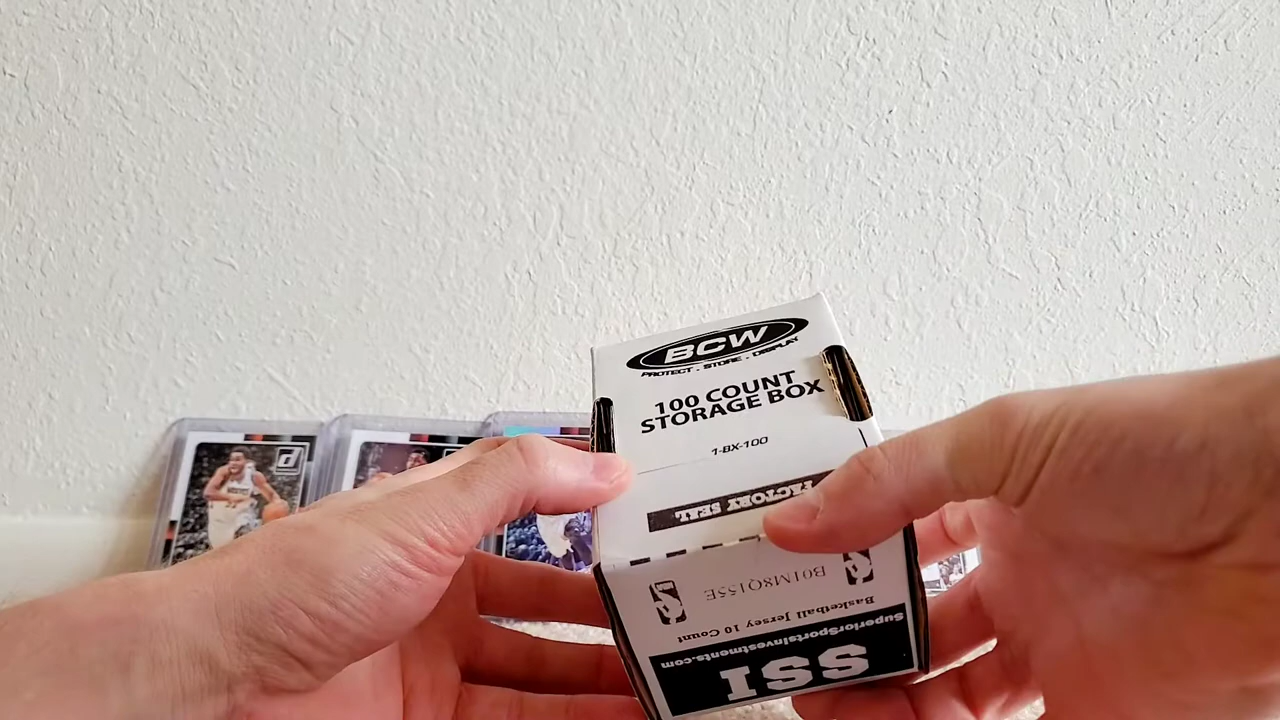 BCW
PROTECT - STORE - DISPLAY
100 COUNT
STORAGE BOX
1-BX-100
FACTORY SEAL
B01M8Q155E
Basketball Jersey 10 Count
SuperiorSportsInvestments.com
SSI